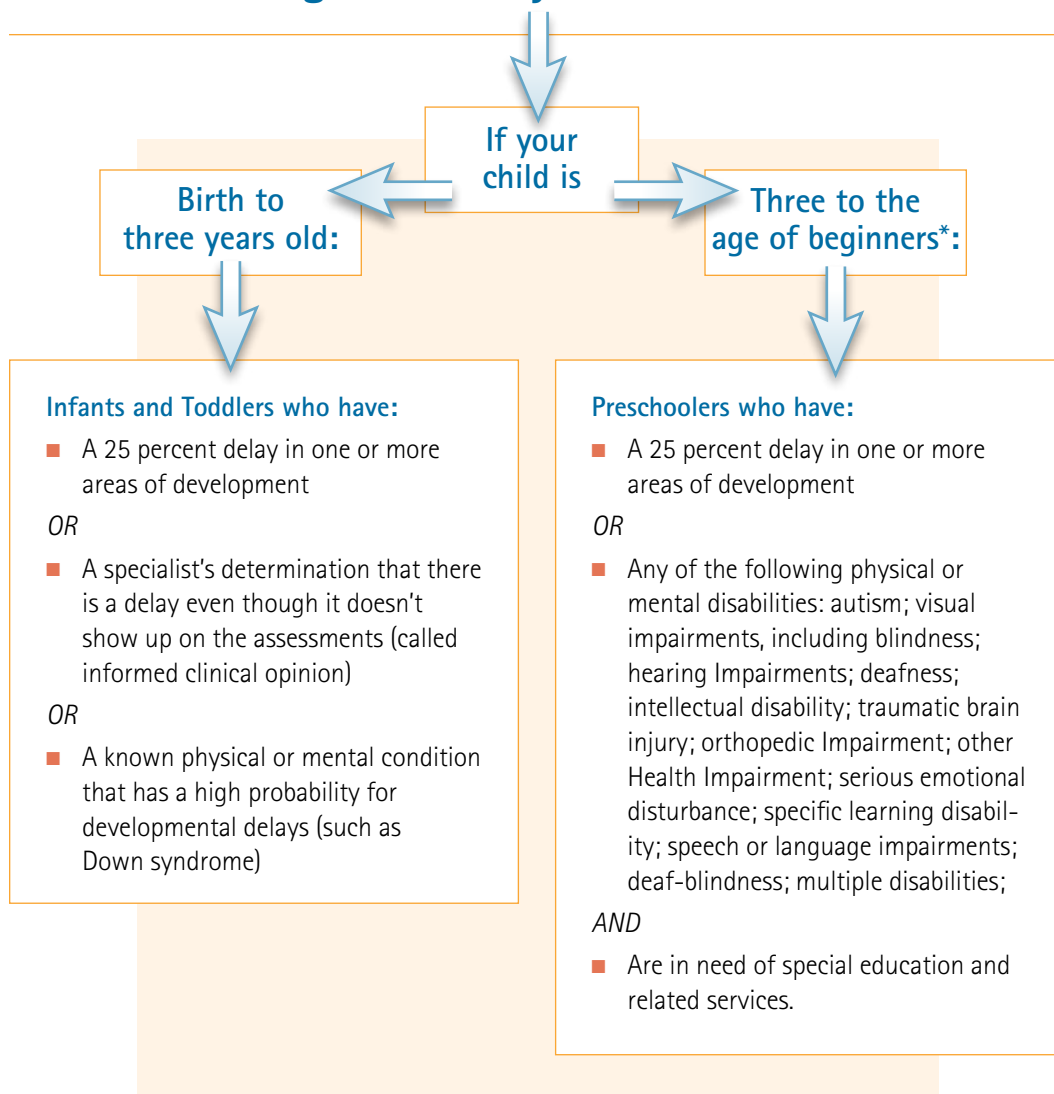 If your
child is
Birth to
three years old:
Three to the
age of beginners*:
Infants and Toddlers who have:
■ A 25 percent delay in one or more
areas of development
OR
■ A specialist's determination that there
is a delay even though it doesn't
show up on the assessments (called
informed clinical opinion)
OR
■ A known physical or mental condition
that has a high probability for
developmental delays (such as
Down syndrome)
Preschoolers who have:
■ A 25 percent delay in one or more
areas of development
OR
■ Any of the following physical or
mental disabilities: autism; visual
impairments, including blindness;
hearing Impairments; deafness;
intellectual disability; traumatic brain
injury; orthopedic Impairment; other
Health Impairment; serious emotional
disturbance; specific learning disabil-
ity; speech or language impairments;
deaf-blindness; multiple disabilities;
AND
■ Are in need of special education and
related services.